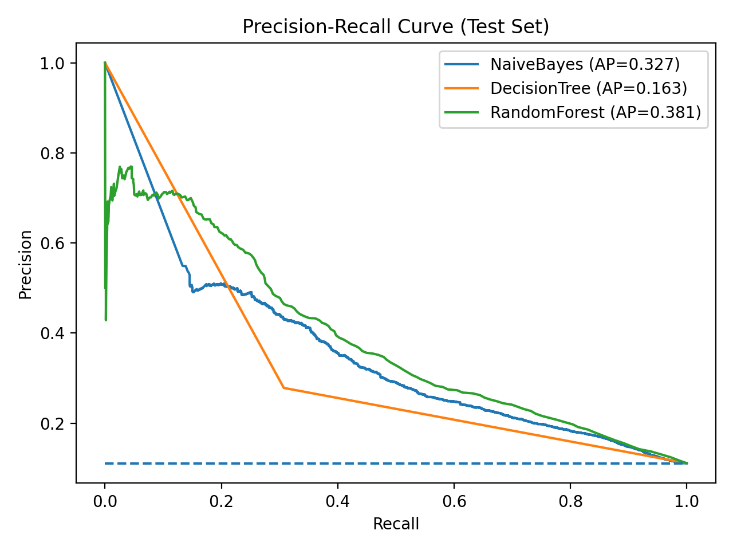 Precision-Recall Curve (Test Set)
NaiveBayes (AP=0.327)
DecisionTree (AP=0.163)
RandomForest (AP=0.381)
1.0
0.8
0.6
0.4
0.2
Precision
0.0 0.2 0.4 0.6 0.8 1.0
Recall